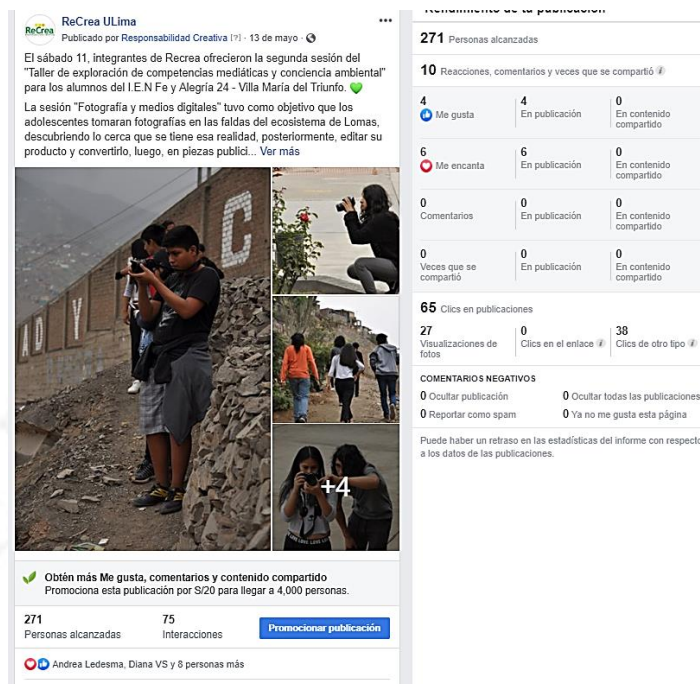 ReCrea
ReCrea ULima
Publicado por Responsabilidad Creativa [?] · 13 de mayo ·
El sábado 11, integrantes de Recrea ofrecieron la segunda sesión del
"Taller de exploración de competencias mediáticas y conciencia ambiental"
para los alumnos del I.E.N Fe y Alegría 24 - Villa María del Triunfo. 💚
La sesión "Fotografía y medios digitales" tuvo como objetivo que los
adolescentes tomaran fotografías en las faldas del ecosistema de Lomas,
descubriendo lo cerca que se tiene esa realidad, posteriormente, editar su
producto y convertirlo, luego, en piezas publici... Ver más
A D Y C
+4
Obtén más Me gusta, comentarios y contenido compartido
Promociona esta publicación por S/20 para llegar a 4,000 personas.
271 75
Personas alcanzadas Interacciones
Promocionar publicación
Andrea Ledesma, Diana VS y 8 personas más
Rendimiento de tu publicación
271 Personas alcanzadas
10 Reacciones, comentarios y veces que se compartió
4 4 0
Me gusta En publicación En contenido
compartido
6 6 0
Me encanta En publicación En contenido
compartido
0 0 0
Comentarios En publicación En contenido
compartido
0 0 0
Veces que se En publicación En contenido
compartió compartido
65 Clics en publicaciones
27 0 38
Visualizaciones de Clics en el enlace Clics de otro tipo
fotos
COMENTARIOS NEGATIVOS
0 Ocultar publicación 0 Ocultar todas las publicaciones
0 Reportar como spam 0 Ya no me gusta esta página
Puede haber un retraso en las estadísticas del informe con respecto
a los datos de las publicaciones.